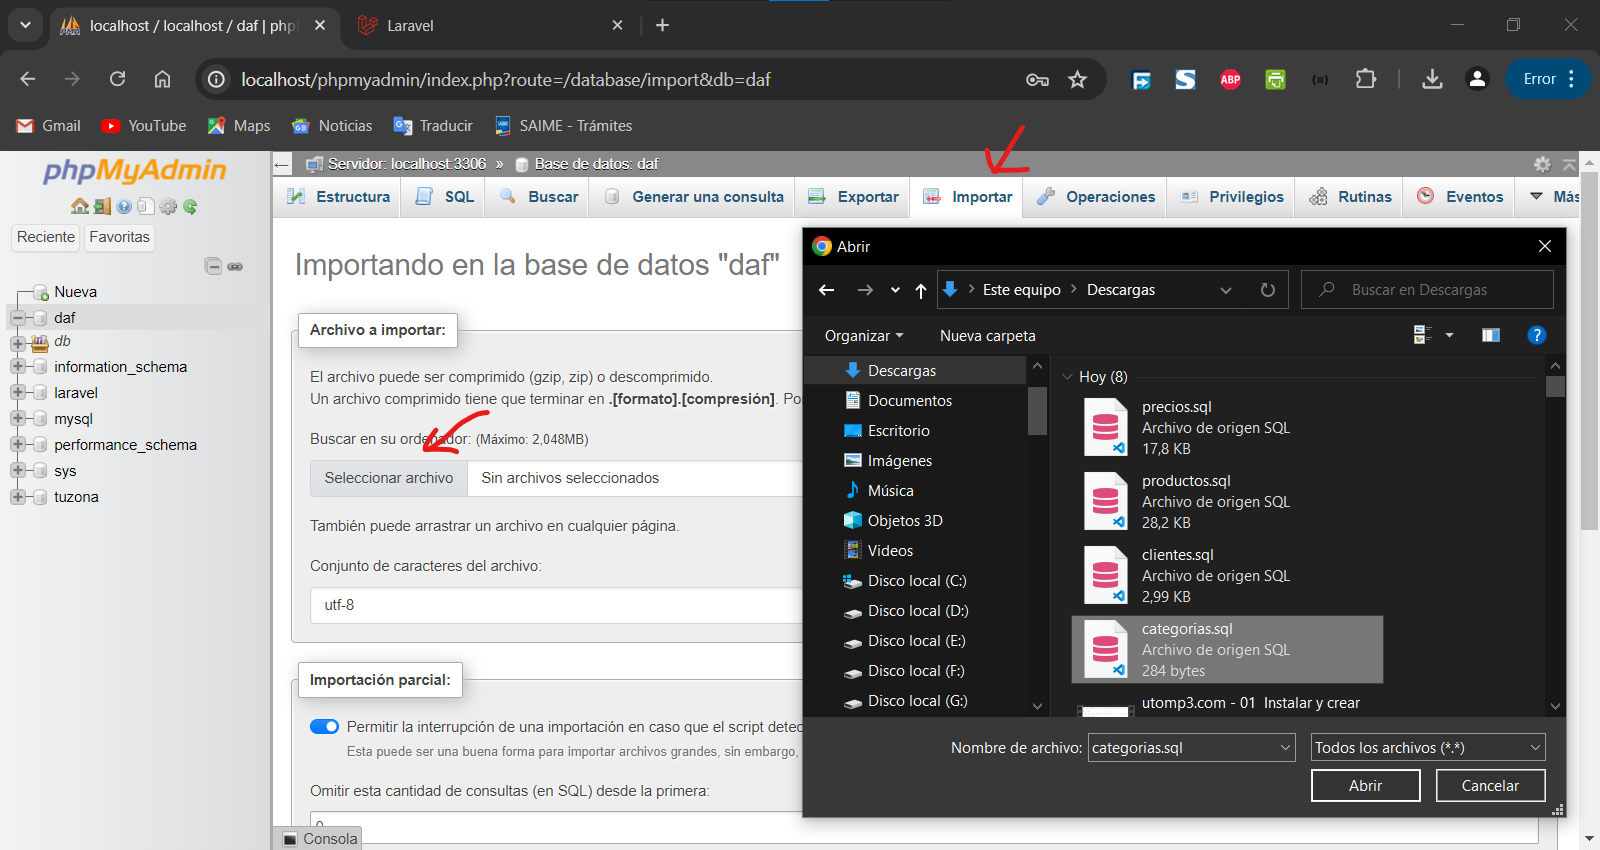 localhost / localhost / daf | php
Laravel
localhost/phpmyadmin/index.php?route=/database/import&db=daf
ABP
Error
Gmail
YouTube
Maps
Noticias
Traducir
SAIME - Trámites
phpMyAdmin
Reciente
Favoritas
Nueva
daf
db
information_schema
laravel
mysql
performance_schema
sys
tuzona
Servidor: localhost:3306 » Base de datos: daf
Estructura
SQL
Buscar
Generar una consulta
Exportar
Importar
Operaciones
Privilegios
Rutinas
Eventos
Más
Importando en la base de datos "daf"
Archivo a importar:
El archivo puede ser comprimido (gzip, zip) o descomprimido.
Un archivo comprimido tiene que terminar en .[formato].[compresión]. Po
Buscar en su ordenador: (Máximo: 2,048MB)
Seleccionar archivo
Sin archivos seleccionados
También puede arrastrar un archivo en cualquier página.
Conjunto de caracteres del archivo:
utf-8
Importación parcial:
Permitir la interrupción de una importación en caso que el script detec
Esta puede ser una buena forma para importar archivos grandes, sin embargo,
Omitir esta cantidad de consultas (en SQL) desde la primera:
0
Consola
Abrir
Este equipo > Descargas
Buscar en Descargas
Organizar
Nueva carpeta
Descargas
Documentos
Escritorio
Imágenes
Música
Objetos 3D
Videos
Disco local (C:)
Disco local (D:)
Disco local (E:)
Disco local (F:)
Disco local (G:)
Hoy (8)
precios.sql
Archivo de origen SQL
17,8 KB
productos.sql
Archivo de origen SQL
28,2 KB
clientes.sql
Archivo de origen SQL
2,99 KB
categorias.sql
Archivo de origen SQL
284 bytes
utomp3.com - 01 Instalar y crear
Nombre de archivo:
categorias.sql
Todos los archivos (*.*)
Abrir
Cancelar